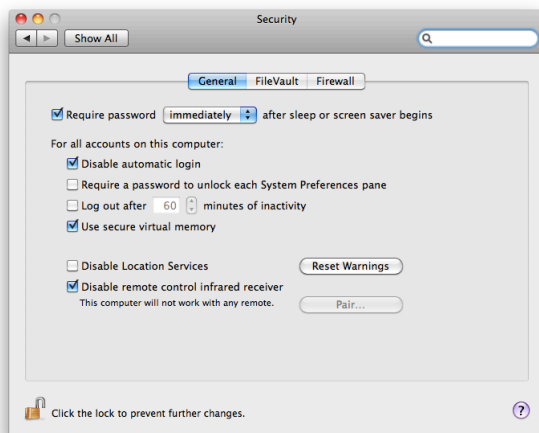 Security
Show All
General FileVault Firewall
Require password immediately after sleep or screen saver begins
For all accounts on this computer:
Disable automatic login
Require a password to unlock each System Preferences pane
Log out after 60 minutes of inactivity
Use secure virtual memory
Disable Location Services Reset Warnings
Disable remote control infrared receiver
This computer will not work with any remote. Pair...
Click the lock to prevent further changes. ?